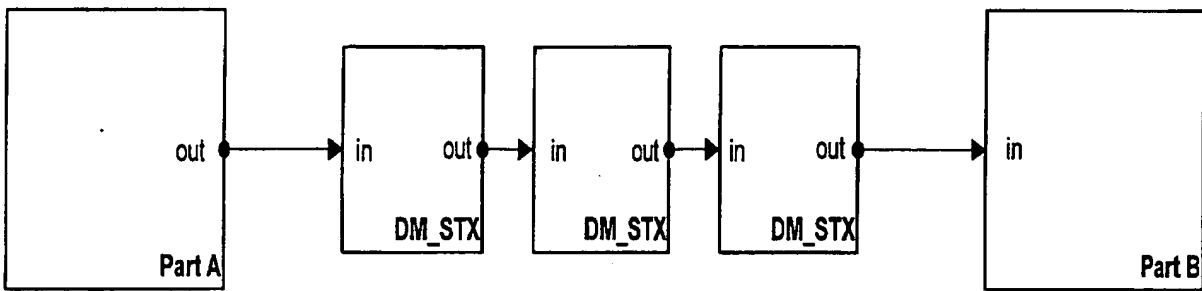 out in out in out in out in
DM_STX DM_STX DM_STX
Part A Part B